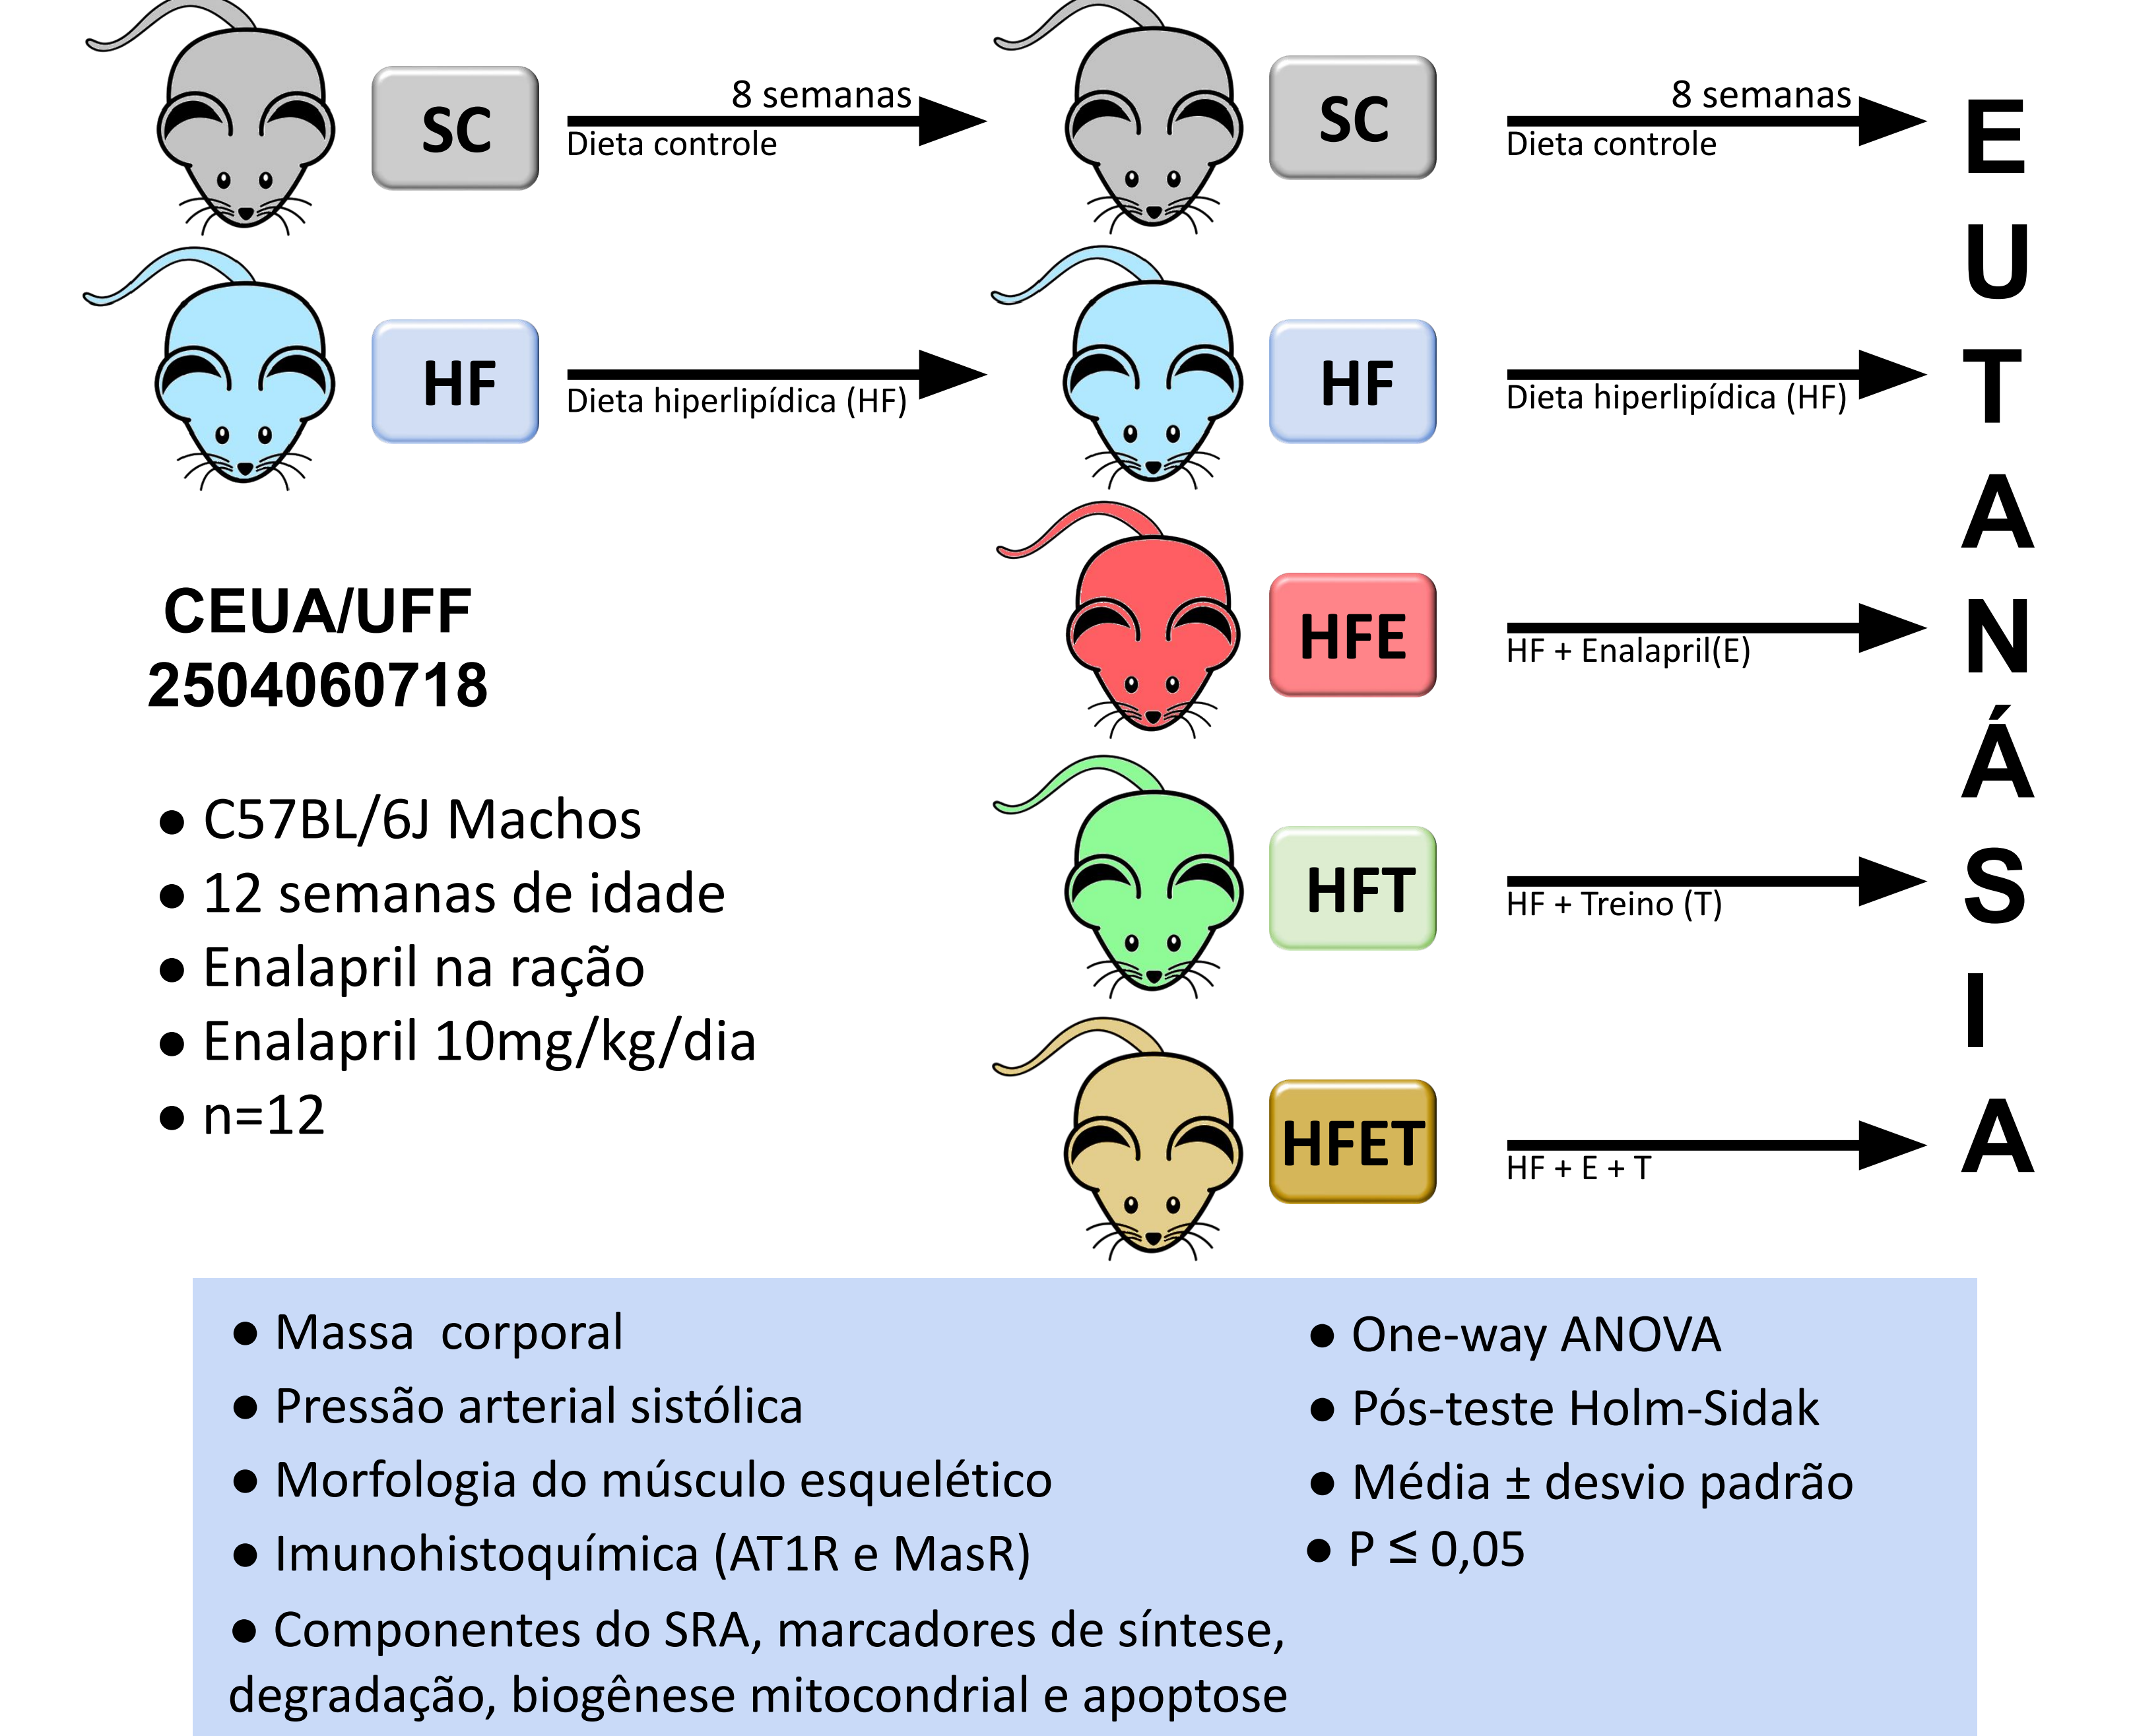 SC
8 semanas
Dieta controle
SC
8 semanas
Dieta controle
HF
Dieta hiperlipídica (HF)
HF
Dieta hiperlipídica (HF)
HFE
HF + Enalapril(E)
HFT
HF + Treino (T)
HFET
HF + E + T
E
U
T
A
N
Á
S
I
A
CEUA/UFF
2504060718
● C57BL/6J Machos
● 12 semanas de idade
● Enalapril na ração
● Enalapril 10mg/kg/dia
● n=12
● Massa  corporal
● Pressão arterial sistólica
● Morfologia do músculo esquelético
● Imunohistoquímica (AT1R e MasR)
● Componentes do SRA, marcadores de síntese,
degradação, biogênese mitocondrial e apoptose
● One-way ANOVA
● Pós-teste Holm-Sidak
● Média ± desvio padrão
● P ≤ 0,05